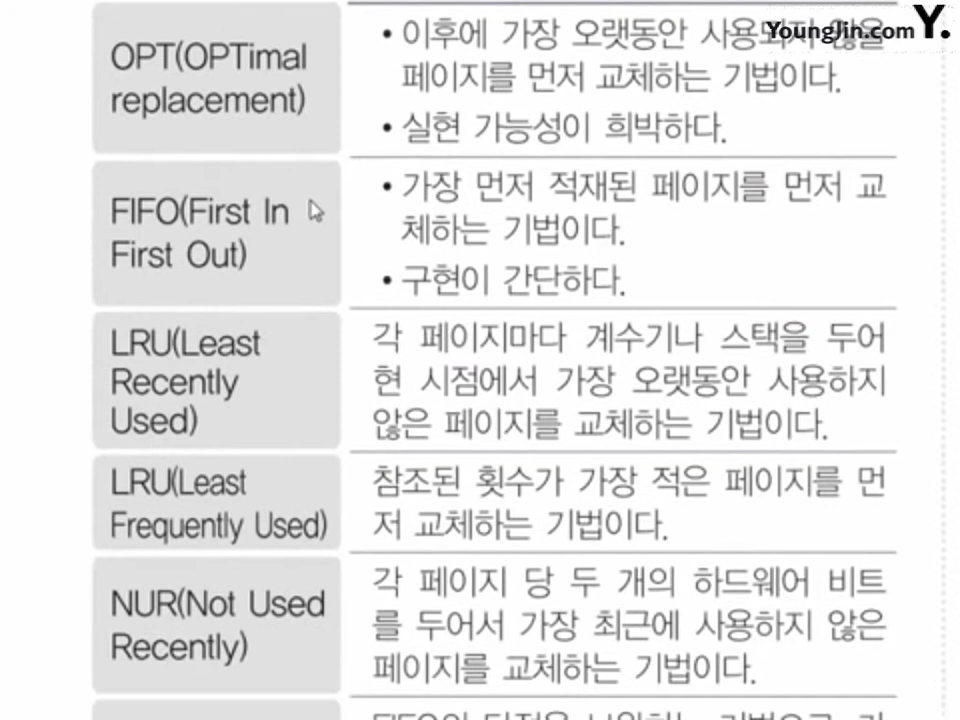 YoungJin.com Y.
OPT(OPTimal
replacement)
• 이후에 가장 오랫동안 사용되지 않을
페이지를 먼저 교체하는 기법이다.
• 실현 가능성이 희박하다.
FIFO(First In
First Out)
• 가장 먼저 적재된 페이지를 먼저 교
체하는 기법이다.
• 구현이 간단하다.
LRU(Least
Recently
Used)
각 페이지마다 계수기나 스택을 두어
현 시점에서 가장 오랫동안 사용하지
않은 페이지를 교체하는 기법이다.
LRU(Least
Frequently Used)
참조된 횟수가 가장 적은 페이지를 먼
저 교체하는 기법이다.
NUR(Not Used
Recently)
각 페이지 당 두 개의 하드웨어 비트
를 두어서 가장 최근에 사용하지 않은
페이지를 교체하는 기법이다.